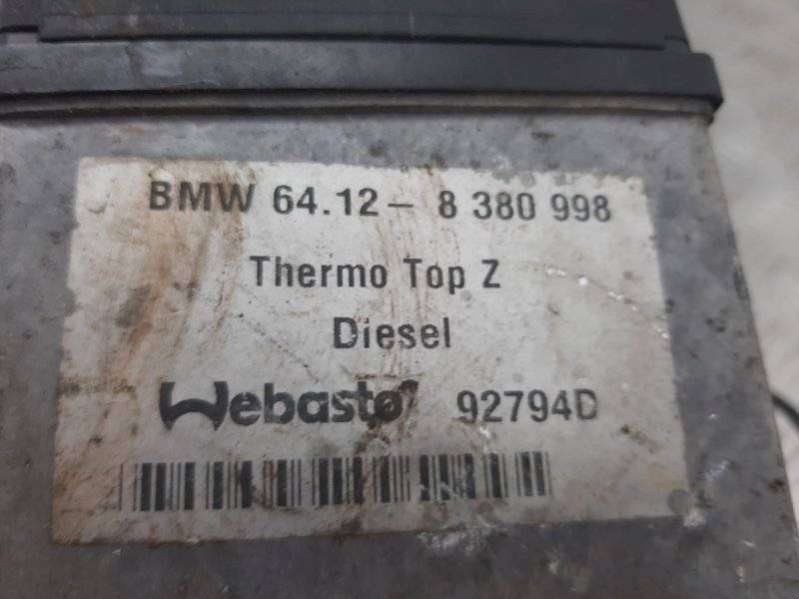 BMW 64.12- 8 380 998
Thermo Top Z
Diesel
Webasto 92794D